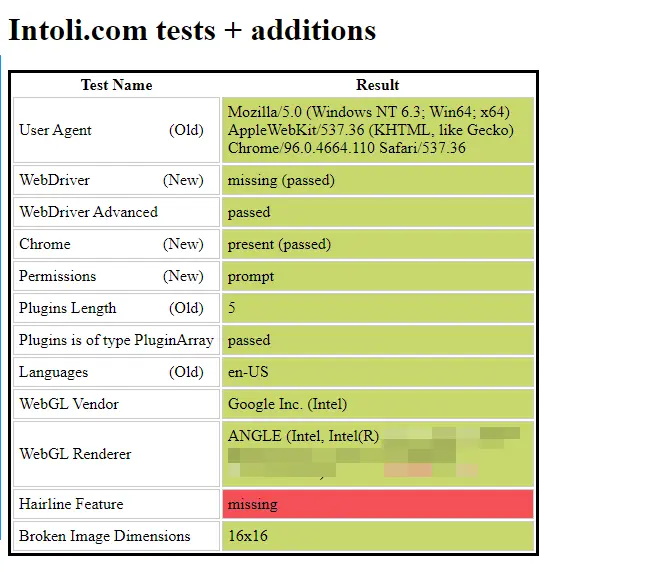 Intoli.com tests + additions
Test Name Result
User Agent (Old) Mozilla/5.0 (Windows NT 6.3; Win64; x64)
AppleWebKit/537.36 (KHTML, like Gecko)
Chrome/96.0.4664.110 Safari/537.36
WebDriver (New) missing (passed)
WebDriver Advanced passed
Chrome (New) present (passed)
Permissions (New) prompt
Plugins Length (Old) 5
Plugins is of type PluginArray passed
Languages (Old) en-US
WebGL Vendor Google Inc. (Intel)
WebGL Renderer ANGLE (Intel, Intel(R)
Hairline Feature missing
Broken Image Dimensions 16x16